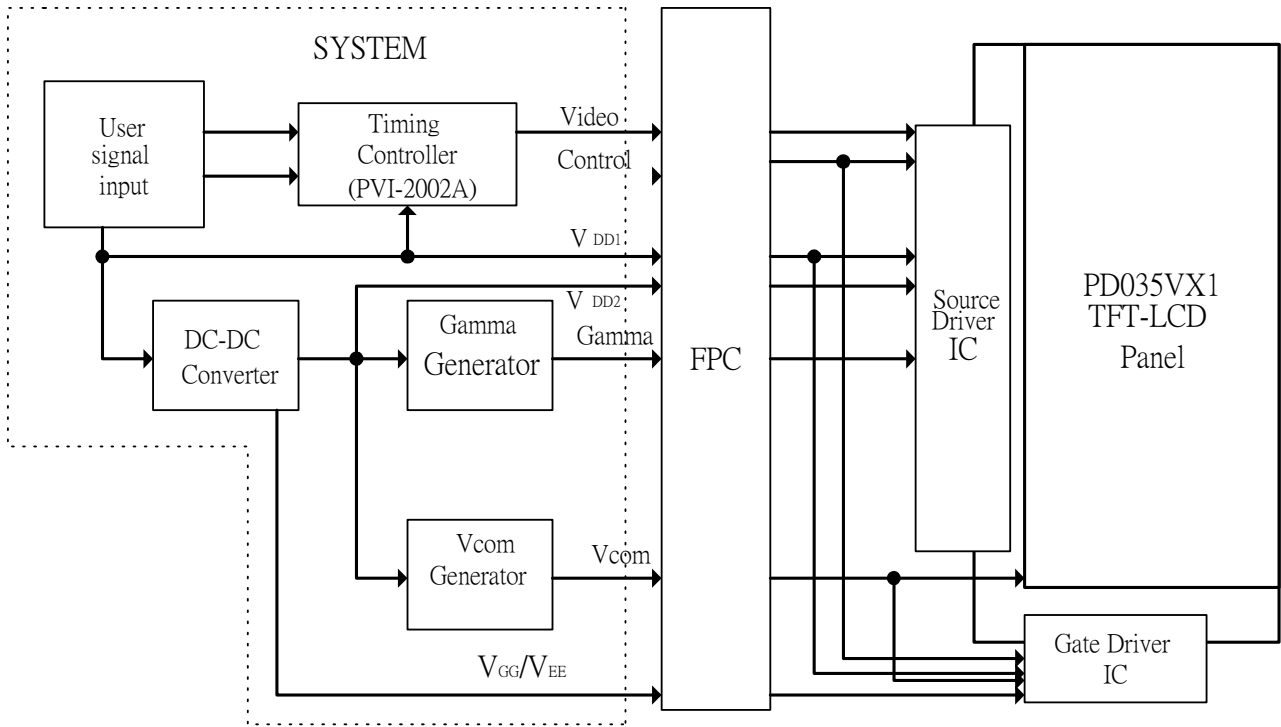 SYSTEM
User
signal
input
Timing
Controller
(PVI-2002A)
Video
Control
V DD1
V DD2
DC-DC
Converter
Gamma
Generator
Gamma
Vcom
Generator
Vcom
VGG/VEE
FPC
Source
Driver
IC
PD035VX1
TFT-LCD
Panel
Gate Driver
IC